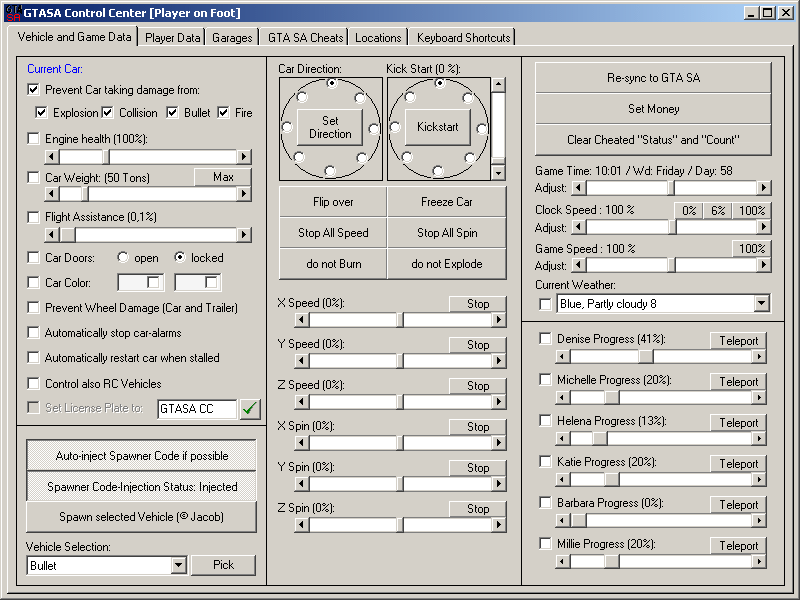 GTASA Control Center [Player on Foot]
Vehicle and Game Data
Player Data
Garages
GTA SA Cheats
Locations
Keyboard Shortcuts
Current Car:
Prevent Car taking damage from:
Explosion
Collision
Bullet
Fire
Engine health (100%):
Car Weight: (50 Tons)
Max
Flight Assistance (0,1%)
Car Doors:
open
locked
Car Color:
Prevent Wheel Damage (Car and Trailer)
Automatically stop car-alarms
Automatically restart car when stalled
Control also RC Vehicles
Set License Plate to:
GTASA CC
Auto-inject Spawner Code if possible
Spawner Code-Injection Status: Injected
Spawn selected Vehicle (© Jacob)
Vehicle Selection:
Bullet
Pick
Car Direction:
Set
Direction
Kick Start (0 %):
Kickstart
Flip over
Freeze Car
Stop All Speed
Stop All Spin
do not Burn
do not Explode
X Speed (0%):
Stop
Y Speed (0%):
Stop
Z Speed (0%):
Stop
X Spin (0%):
Stop
Y Spin (0%):
Stop
Z Spin (0%):
Stop
Re-sync to GTA SA
Set Money
Clear Cheated "Status" and "Count"
Game Time: 10:01 / Wd: Friday / Day: 58
Adjust:
Clock Speed : 100 %
0%
6%
100%
Adjust:
Game Speed : 100 %
100%
Adjust:
Current Weather:
Blue, Partly cloudy 8
Denise Progress (41%):
Teleport
Michelle Progress (20%):
Teleport
Helena Progress (13%):
Teleport
Katie Progress (20%):
Teleport
Barbara Progress (0%):
Teleport
Millie Progress (20%):
Teleport